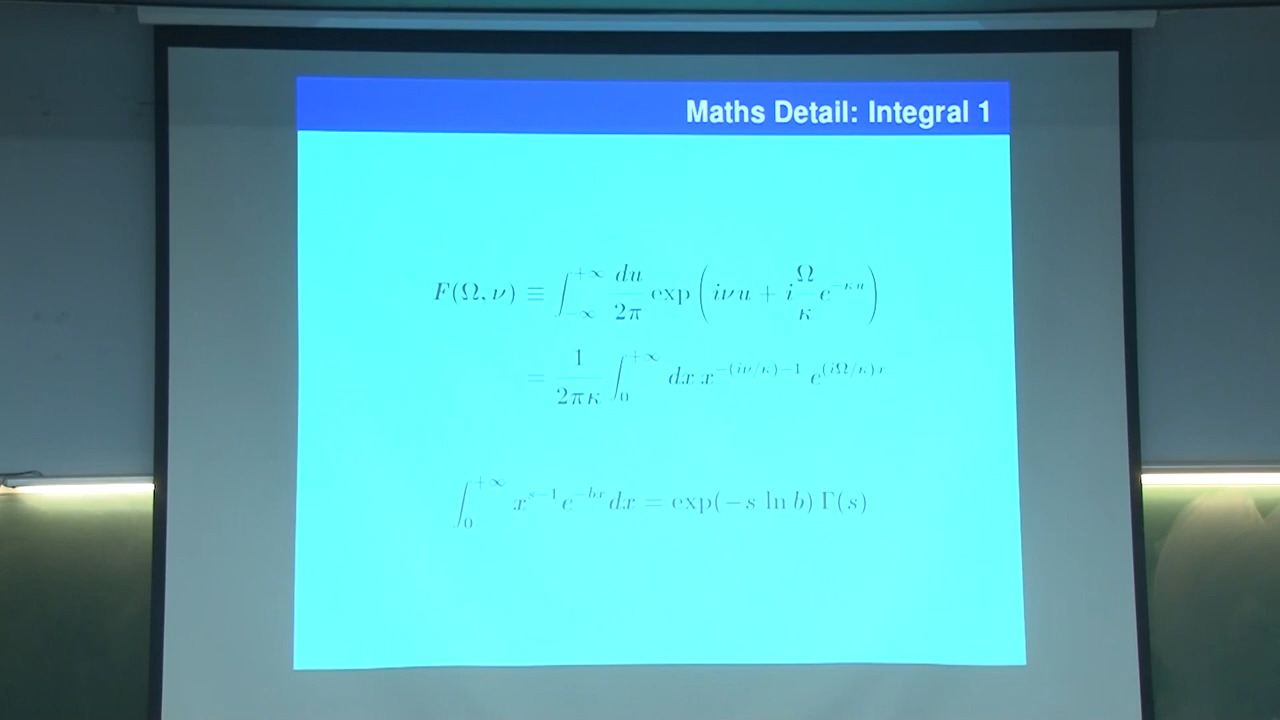 Maths Detail: Integral 1
F(Ω, ν) ≡ ∫_{−∞}^{+∞} du/2π exp( iνu + i Ω/κ e^{−κu} )
= 1/2πκ ∫_0^{+∞} dx x^{−(iν/κ)−1} e^{(iΩ/κ)x}
∫_0^{+∞} x^{s−1} e^{−bx} dx = exp(−s ln b) Γ(s)